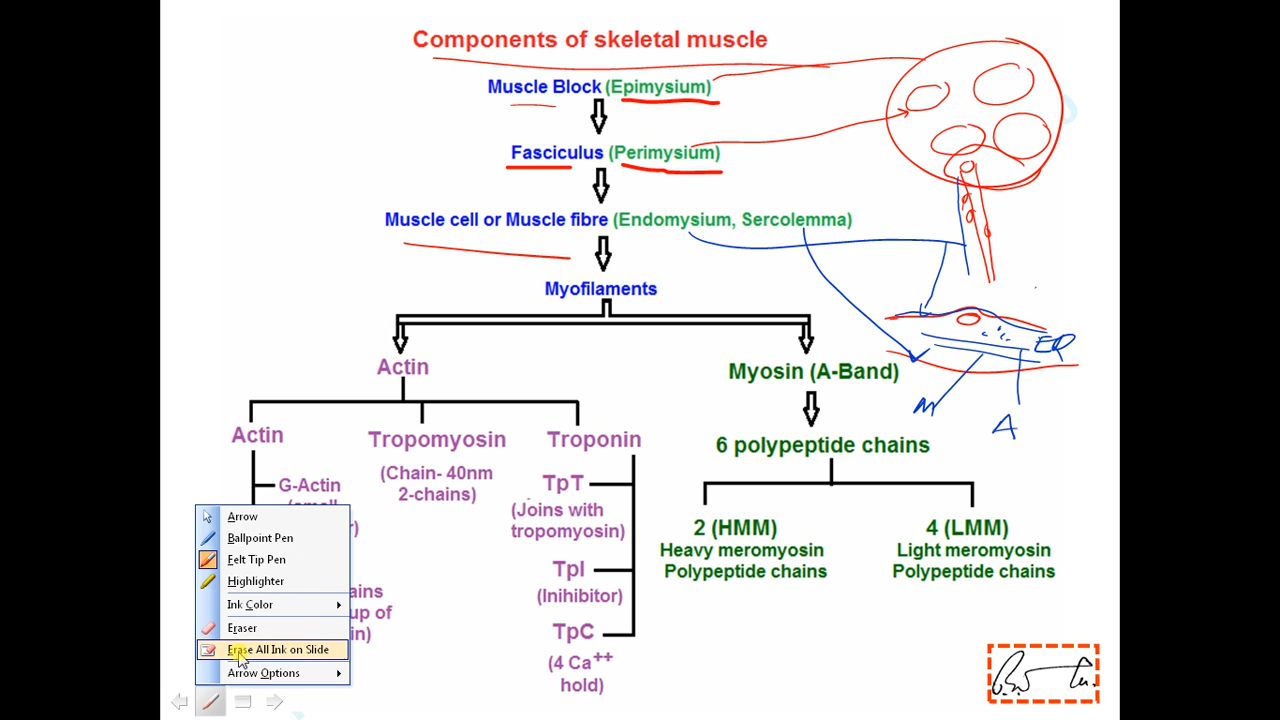 Components of skeletal muscle
Muscle Block (Epimysium)
Fasciculus (Perimysium)
Muscle cell or Muscle fibre (Endomysium, Sercolemma)
Myofilaments
Actin
Myosin (A-Band)
ER
M
A
Actin
Tropomyosin
Troponin
6 polypeptide chains
G-Actin
(Chain- 40nm
2-chains)
TpT
(Joins with
tropomyosin)
2 (HMM)
Heavy meromyosin
Polypeptide chains
4 (LMM)
Light meromyosin
Polypeptide chains
TpI
(Inihibitor)
TpC
(4 Ca++
hold)
Arrow
Ballpoint Pen
Felt Tip Pen
Highlighter
Ink Color
Eraser
Erase All Ink on Slide
Arrow Options